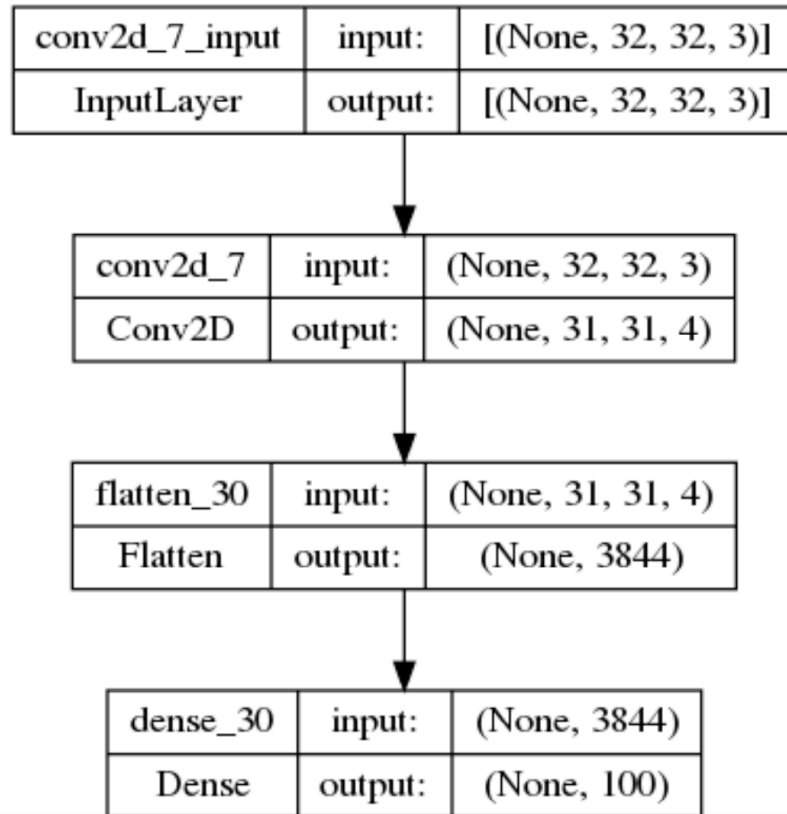 conv2d_7_input input: [(None, 32, 32, 3)]
InputLayer output: [(None, 32, 32, 3)]
conv2d_7 input: (None, 32, 32, 3)
Conv2D output: (None, 31, 31, 4)
flatten_30 input: (None, 31, 31, 4)
Flatten output: (None, 3844)
dense_30 input: (None, 3844)
Dense output: (None, 100)